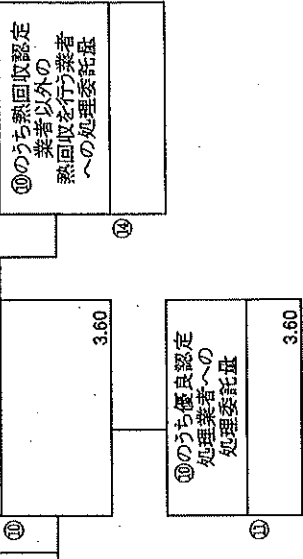 ⑩
3.60
⑩のうち優良認定
処理業者への
処理委託量
⑪
3.60
⑩のうち熱回収認定
業者以外の
熱回収を行う業者
への処理委託量
⑭